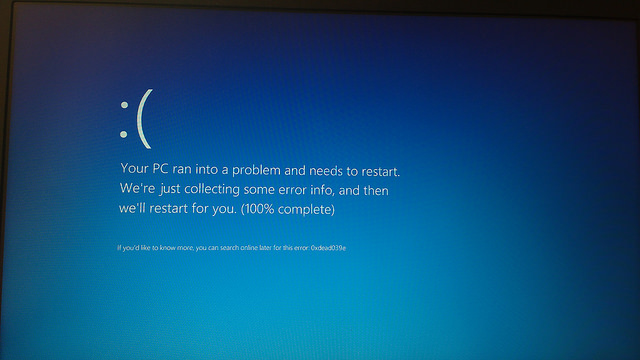 :(
Your PC ran into a problem and needs to restart.
We're just collecting some error info, and then
we'll restart for you. (100% complete)
If you'd like to know more, you can search online later for this error: 0xdead039e